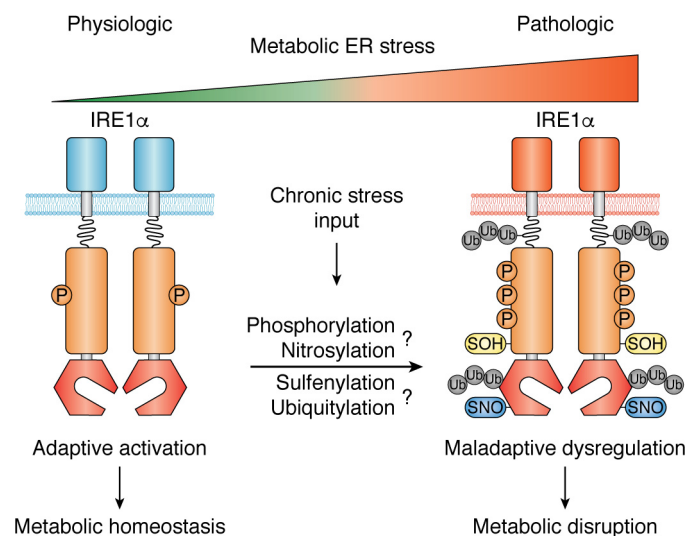 Physiologic
Pathologic
Metabolic ER stress
IRE1α
IRE1α
Chronic stress
input
Ub Ub Ub
Ub Ub Ub
P
P
P
P
P
P
P
P
Phosphorylation
Nitrosylation
?
SOH
SOH
Sulfenylation
Ubiquitylation
?
Ub Ub Ub
Ub Ub Ub
SNO
SNO
Adaptive activation
Maladaptive dysregulation
Metabolic homeostasis
Metabolic disruption